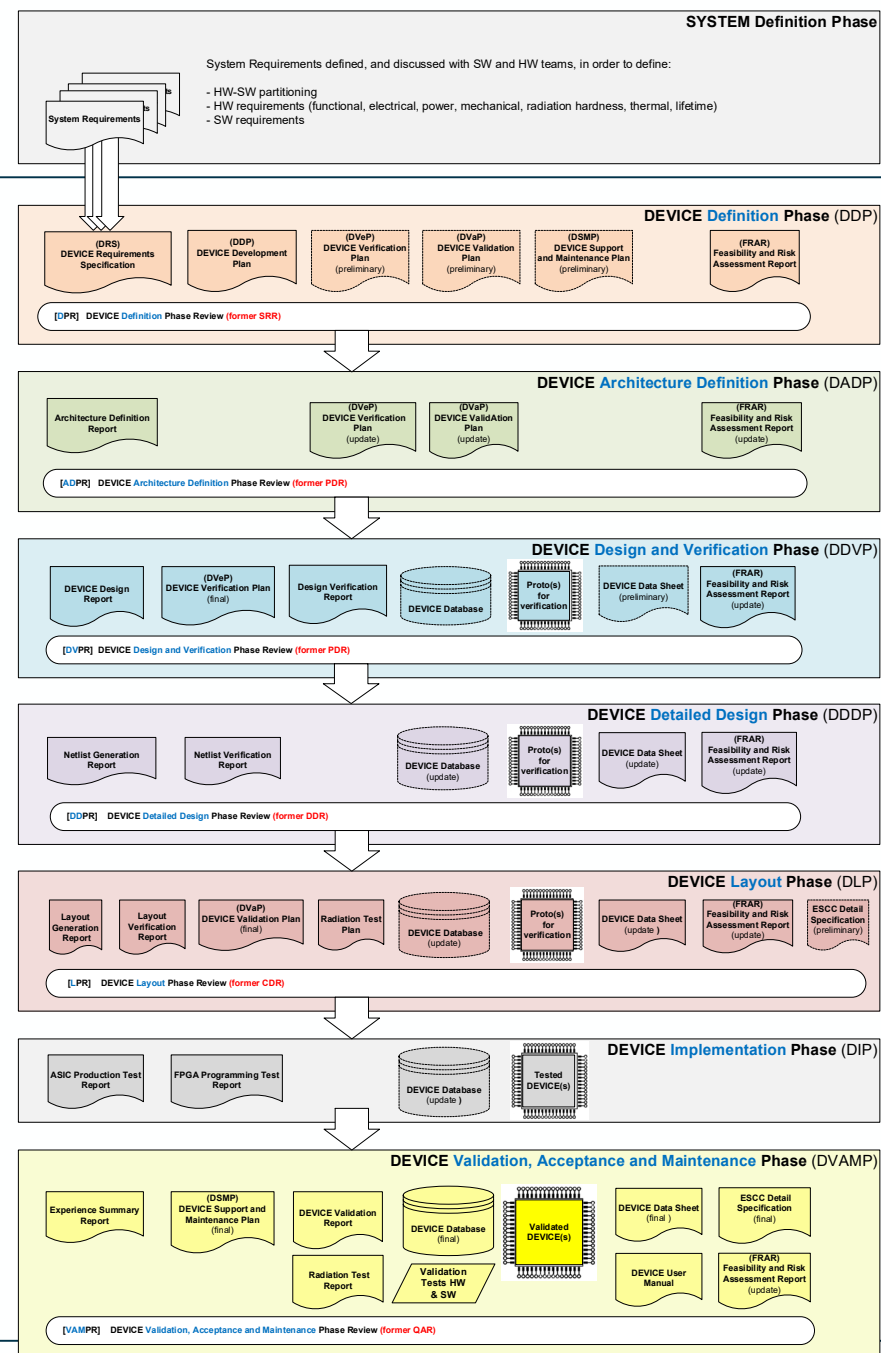 SYSTEM Definition Phase
System Requirements defined, and discussed with SW and HW teams, in order to define:
- HW-SW partitioning
- HW requirements (functional, electrical, power, mechanical, radiation hardness, thermal, lifetime)
- SW requirements
ts
ts
System Requirements
DEVICE Definition Phase (DDP)
(DRS)
DEVICE Requirements
Specification
(DDP)
DEVICE Development
Plan
(DVeP)
DEVICE Verification
Plan
(preliminary)
(DVaP)
DEVICE Validation
Plan
(preliminary)
(DSMP)
DEVICE Support
and Maintenance Plan
(preliminary)
(FRAR)
Feasibility and Risk
Assessment Report
[DPR] DEVICE Definition Phase Review (former SRR)
DEVICE Architecture Definition Phase (DADP)
Architecture Definition
Report
(DVeP)
DEVICE Verification
Plan
(update)
(DVaP)
DEVICE ValidAtion
Plan
(update)
(FRAR)
Feasibility and Risk
Assessment Report
(update)
[ADPR] DEVICE Architecture Definition Phase Review (former PDR)
DEVICE Design and Verification Phase (DDVP)
DEVICE Design
Report
(DVeP)
DEVICE Verification Plan
(final)
Design Verification
Report
DEVICE Database
Proto(s)
for
verification
DEVICE Data Sheet
(preliminary)
(FRAR)
Feasibility and Risk
Assessment Report
(update)
[DVPR] DEVICE Design and Verification Phase Review (former PDR)
DEVICE Detailed Design Phase (DDDP)
Netlist Generation
Report
Netlist Verification
Report
DEVICE Database
(update)
Proto(s)
for
verification
DEVICE Data Sheet
(update)
(FRAR)
Feasibility and Risk
Assessment Report
(update)
[DDPR] DEVICE Detailed Design Phase Review (former DDR)
DEVICE Layout Phase (DLP)
Layout
Generation
Report
Layout
Verification
Report
(DVaP)
DEVICE Validation Plan
(final)
Radiation Test
Plan
DEVICE Database
(update)
Proto(s)
for
verification
DEVICE Data Sheet
(update )
(FRAR)
Feasibility and Risk
Assessment Report
(update)
ESCC Detail
Specification
(preliminary)
[LPR] DEVICE Layout Phase Review (former CDR)
DEVICE Implementation Phase (DIP)
ASIC Production Test
Report
FPGA Programming Test
Report
DEVICE Database
(update )
Tested
DEVICE(s)
DEVICE Validation, Acceptance and Maintenance Phase (DVAMP)
Experience Summary
Report
(DSMP)
DEVICE Support and
Maintenance Plan
(final)
DEVICE Validation
Report
DEVICE Database
(final)
Validated
DEVICE(s)
DEVICE Data Sheet
(final )
ESCC Detail
Specification
(final)
Radiation Test
Report
Validation
Tests HW
& SW
DEVICE User
Manual
(FRAR)
Feasibility and Risk
Assessment Report
(update)
[VAMPR] DEVICE Validation, Acceptance and Maintenance Phase Review (former QAR)